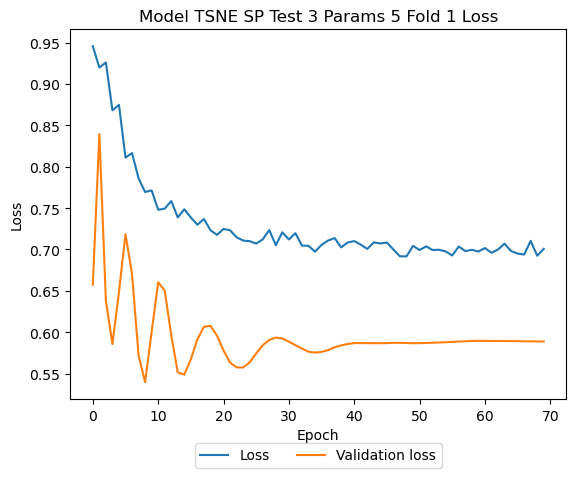 Model TSNE SP Test 3 Params 5 Fold 1 Loss
0.95
0.90
0.85
0.80
0.75
0.70
0.65
0.60
0.55
Loss
0 10 20 30 40 50 60 70
Epoch
Loss Validation loss